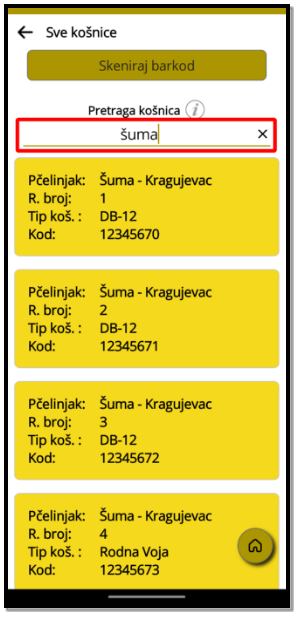 Sve košnice
Skeniraj barkod
Pretraga košnica i
šuma
Pčelinjak: Šuma - Kragujevac
R. broj: 1
Tip koš. : DB-12
Kod: 12345670
Pčelinjak: Šuma - Kragujevac
R. broj: 2
Tip koš. : DB-12
Kod: 12345671
Pčelinjak: Šuma - Kragujevac
R. broj: 3
Tip koš. : DB-12
Kod: 12345672
Pčelinjak: Šuma - Kragujevac
R. broj: 4
Tip koš. : Rodna Voja
Kod: 12345673